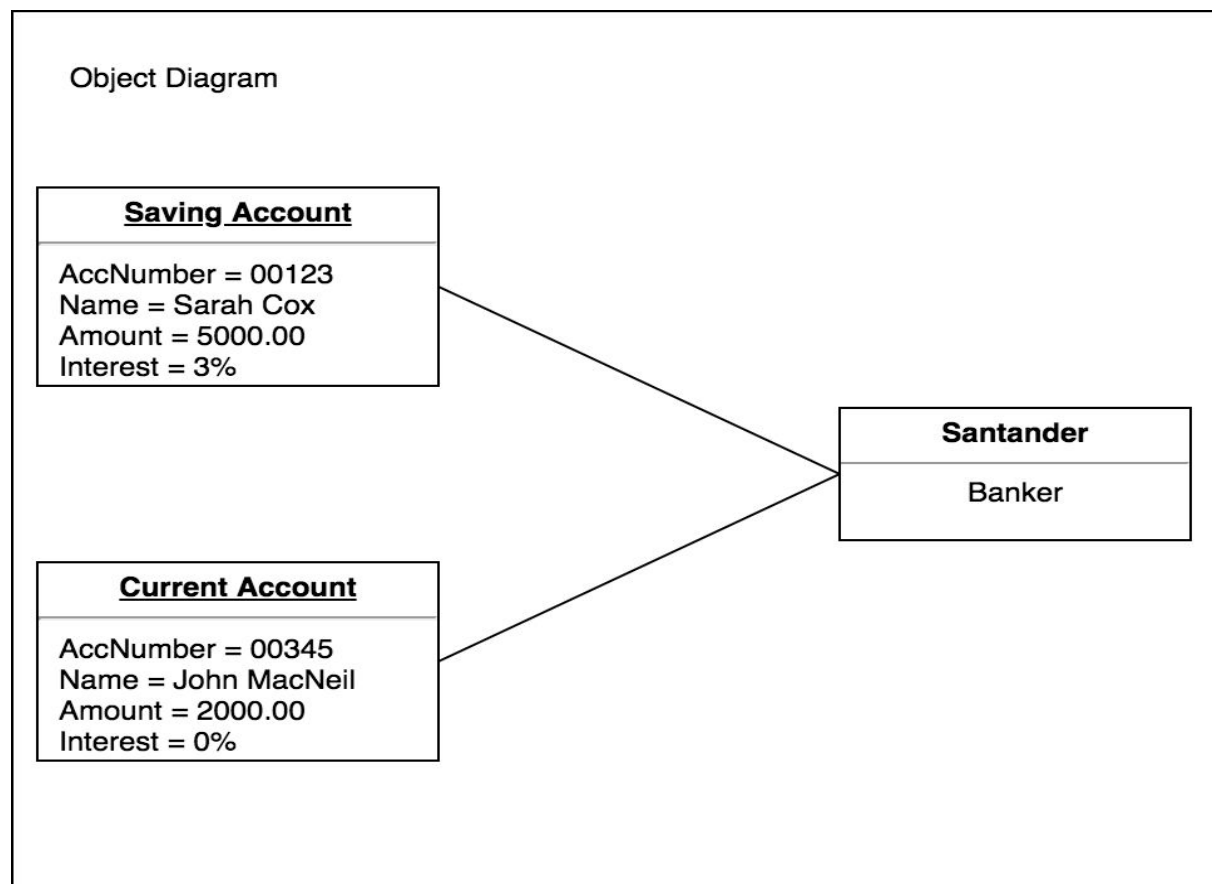 Object Diagram
Saving Account
AccNumber = 00123
Name = Sarah Cox
Amount = 5000.00
Interest = 3%
Santander
Banker
Current Account
AccNumber = 00345
Name = John MacNeil
Amount = 2000.00
Interest = 0%